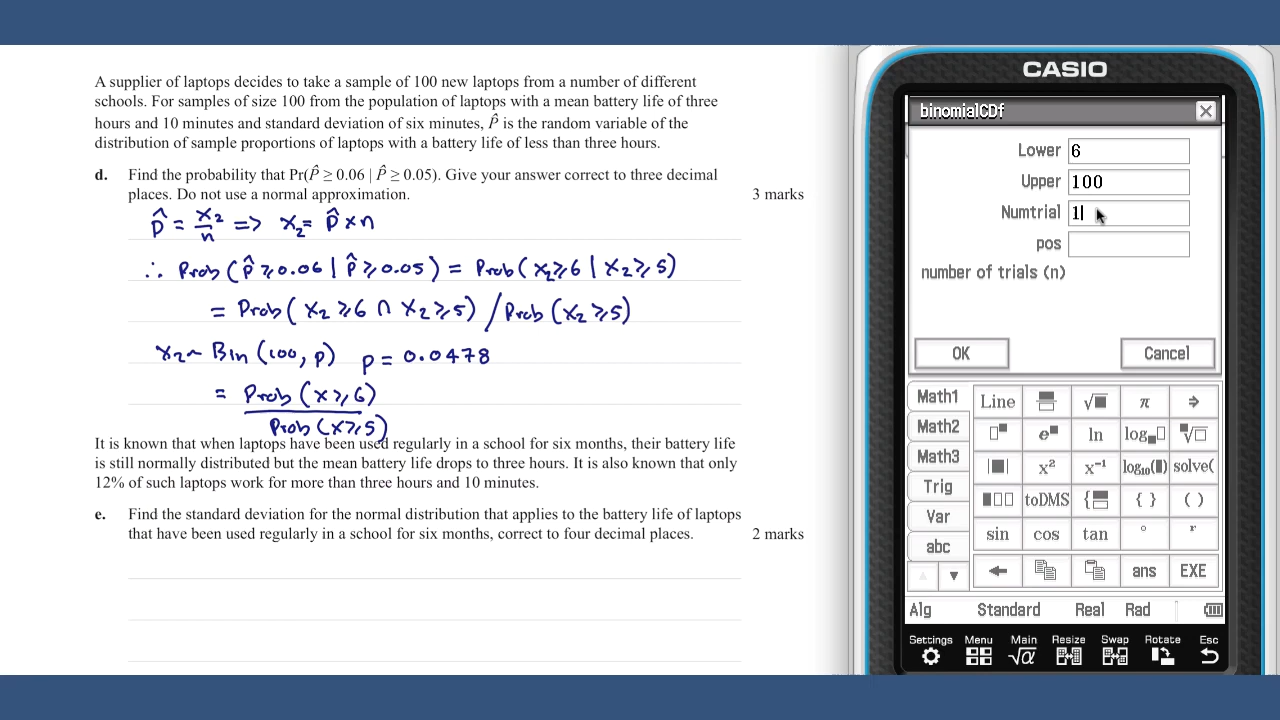 A supplier of laptops decides to take a sample of 100 new laptops from a number of different
schools. For samples of size 100 from the population of laptops with a mean battery life of three
hours and 10 minutes and standard deviation of six minutes, P̂ is the random variable of the
distribution of sample proportions of laptops with a battery life of less than three hours.
d. Find the probability that Pr(P̂ ≥ 0.06 | P̂ ≥ 0.05). Give your answer correct to three decimal
places. Do not use a normal approximation. 3 marks
p̂ = x₂/n => x₂ = p̂ × n
∴ Prob(p̂ ≥ 0.06 | p̂ ≥ 0.05) = Prob(x₂ ≥ 6 | x₂ ≥ 5)
= Prob(x₂ ≥ 6 ∩ x₂ ≥ 5) / Prob(x₂ ≥ 5)
x₂ ~ Bin(100, p) p = 0.0478
= Prob(x ≥ 6)
Prob(x ≥ 5)
It is known that when laptops have been used regularly in a school for six months, their battery life
is still normally distributed but the mean battery life drops to three hours. It is also known that only
12% of such laptops work for more than three hours and 10 minutes.
e. Find the standard deviation for the normal distribution that applies to the battery life of laptops
that have been used regularly in a school for six months, correct to four decimal places. 2 marks
CASIO
binomialCDf
Lower 6
Upper 100
Numtrial 1
pos
number of trials (n)
OK Cancel
Math1 Line √■ π ⇒
Math2 □■ e■ ln log■□ ■√□
Math3 |■| x² x⁻¹ log₁₀(■) solve(
Trig ■□□ toDMS { } ( )
Var sin cos tan ° r
abc
▲ ▼ ← ans EXE
Alg Standard Real Rad
Settings Menu Main Resize Swap Rotate Esc
√α